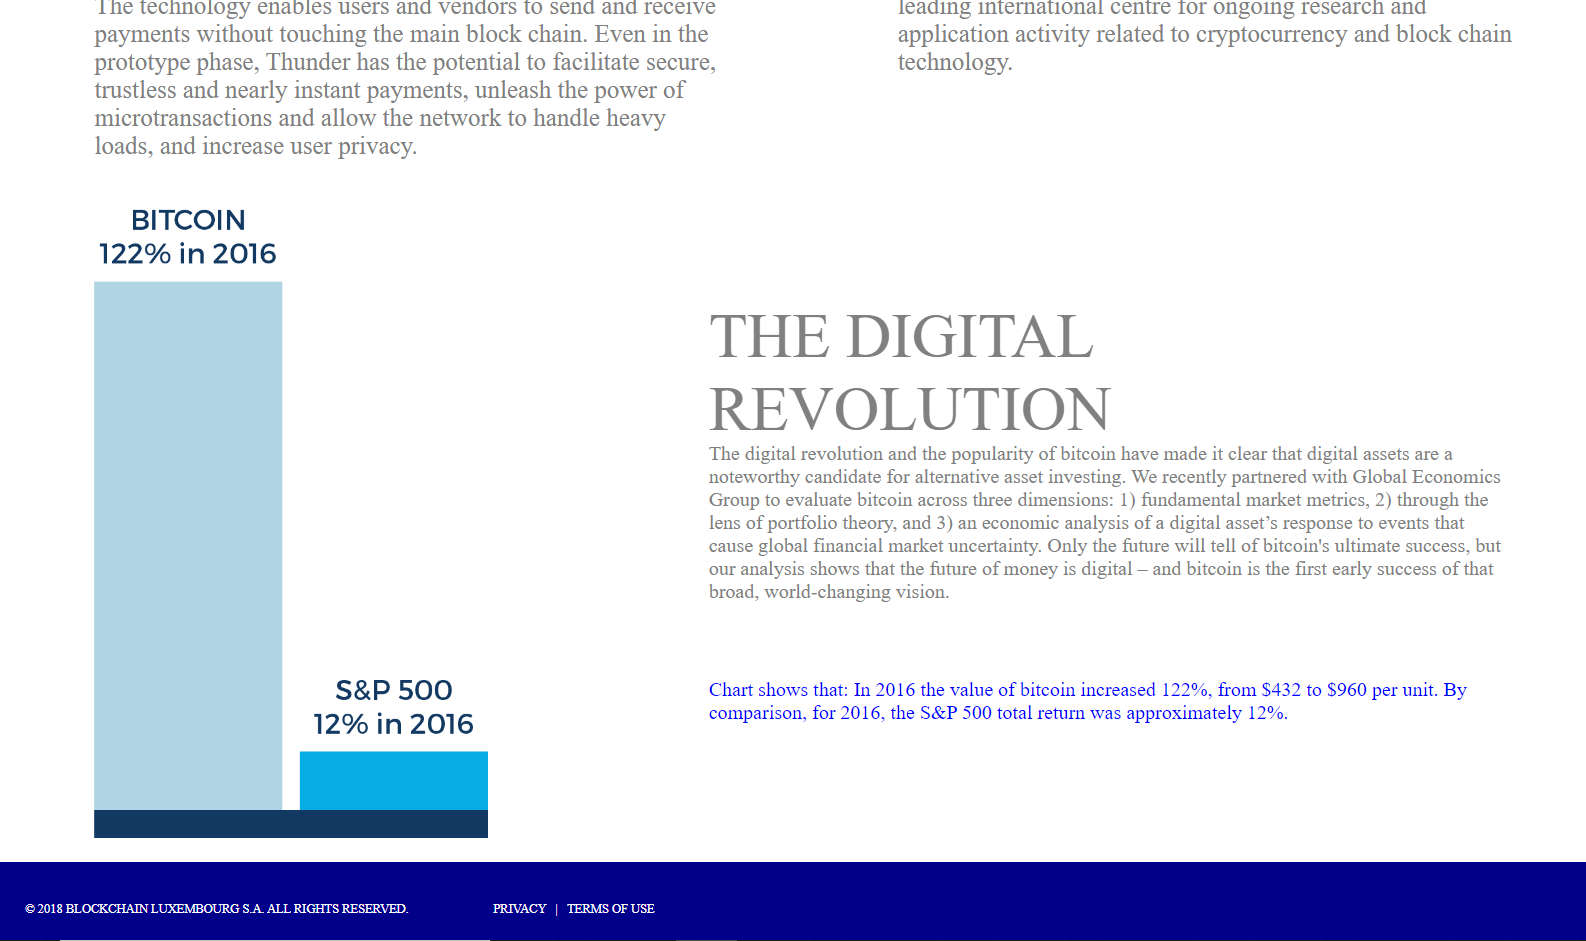 The technology enables users and vendors to send and receive
payments without touching the main block chain. Even in the
prototype phase, Thunder has the potential to facilitate secure,
trustless and nearly instant payments, unleash the power of
microtransactions and allow the network to handle heavy
loads, and increase user privacy.
leading international centre for ongoing research and
application activity related to cryptocurrency and block chain
technology.
BITCOIN
122% in 2016
S&P 500
12% in 2016
THE DIGITAL
REVOLUTION
The digital revolution and the popularity of bitcoin have made it clear that digital assets are a
noteworthy candidate for alternative asset investing. We recently partnered with Global Economics
Group to evaluate bitcoin across three dimensions: 1) fundamental market metrics, 2) through the
lens of portfolio theory, and 3) an economic analysis of a digital asset’s response to events that
cause global financial market uncertainty. Only the future will tell of bitcoin's ultimate success, but
our analysis shows that the future of money is digital – and bitcoin is the first early success of that
broad, world-changing vision.
Chart shows that: In 2016 the value of bitcoin increased 122%, from $432 to $960 per unit. By
comparison, for 2016, the S&P 500 total return was approximately 12%.
© 2018 BLOCKCHAIN LUXEMBOURG S.A. ALL RIGHTS RESERVED.
PRIVACY | TERMS OF USE